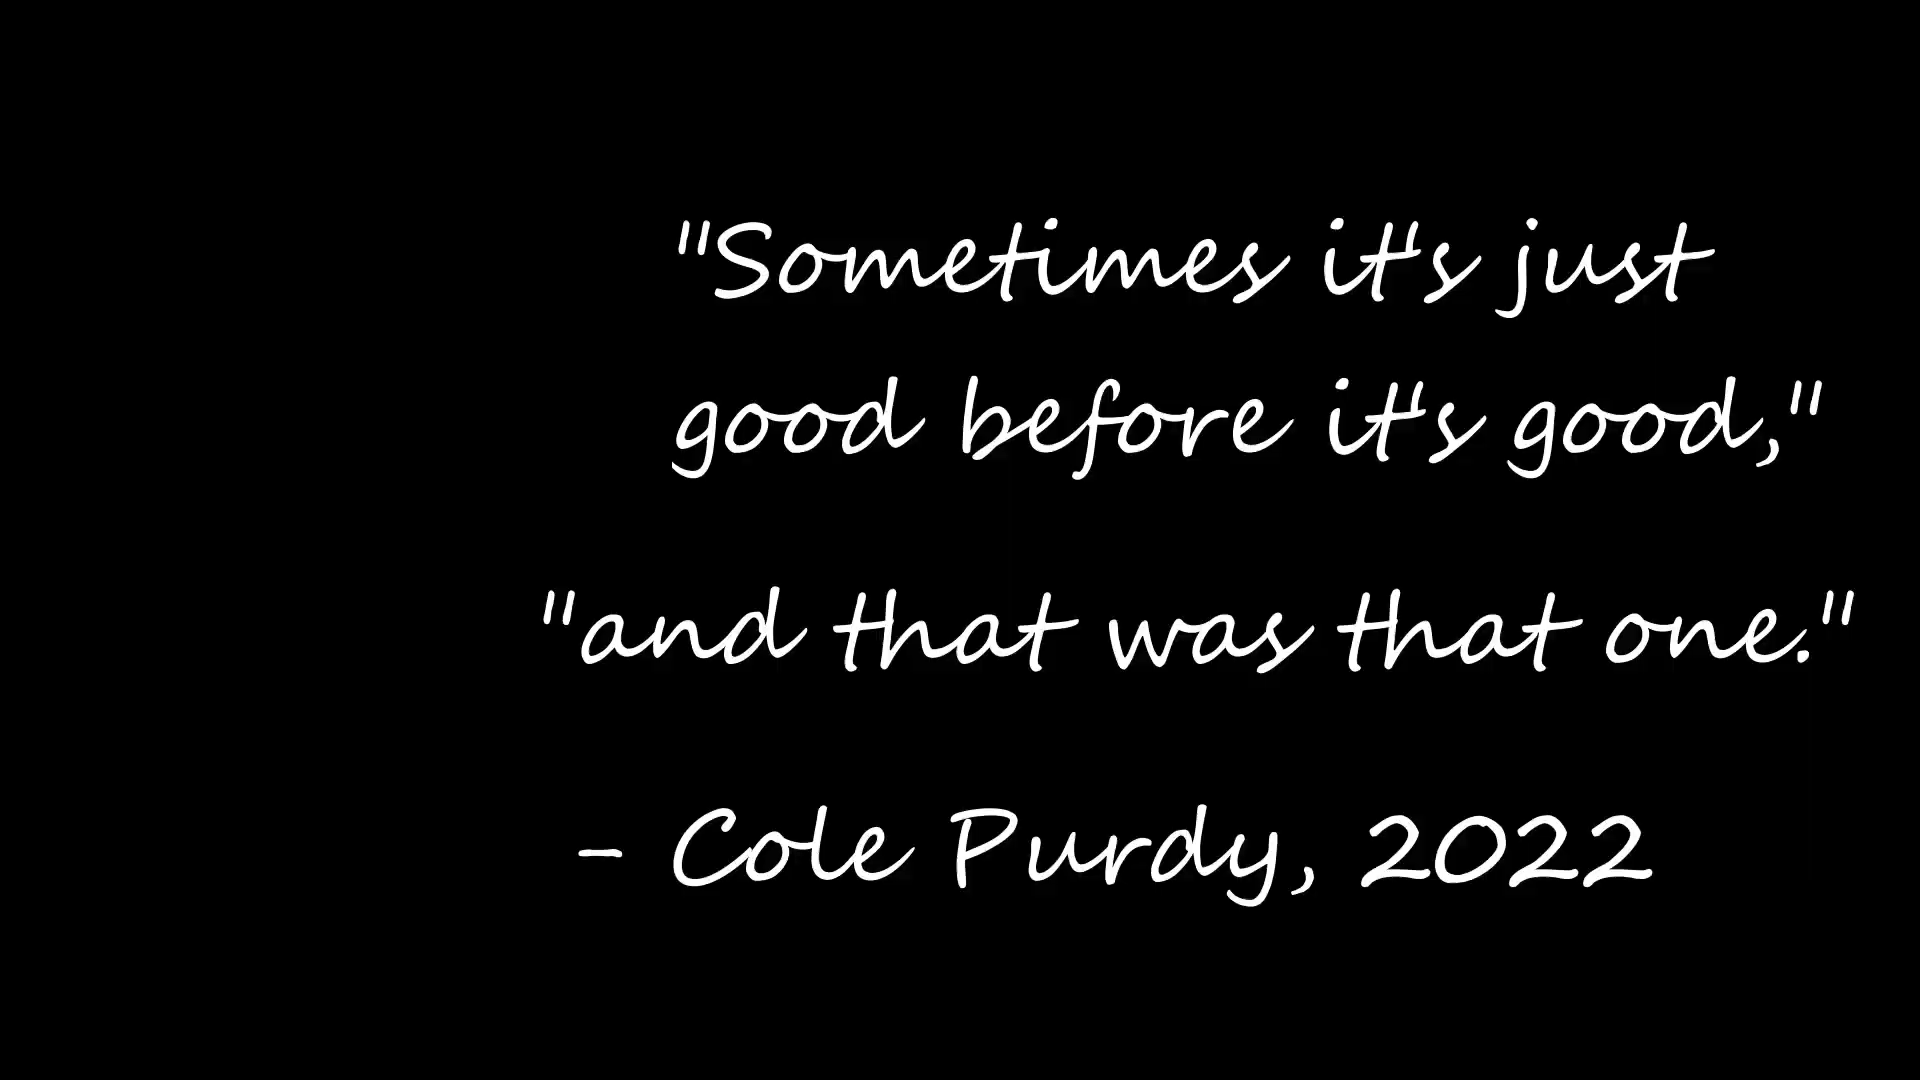 "Sometimes it's just
good before it's good,"
"and that was that one."
- Cole Purdy, 2022